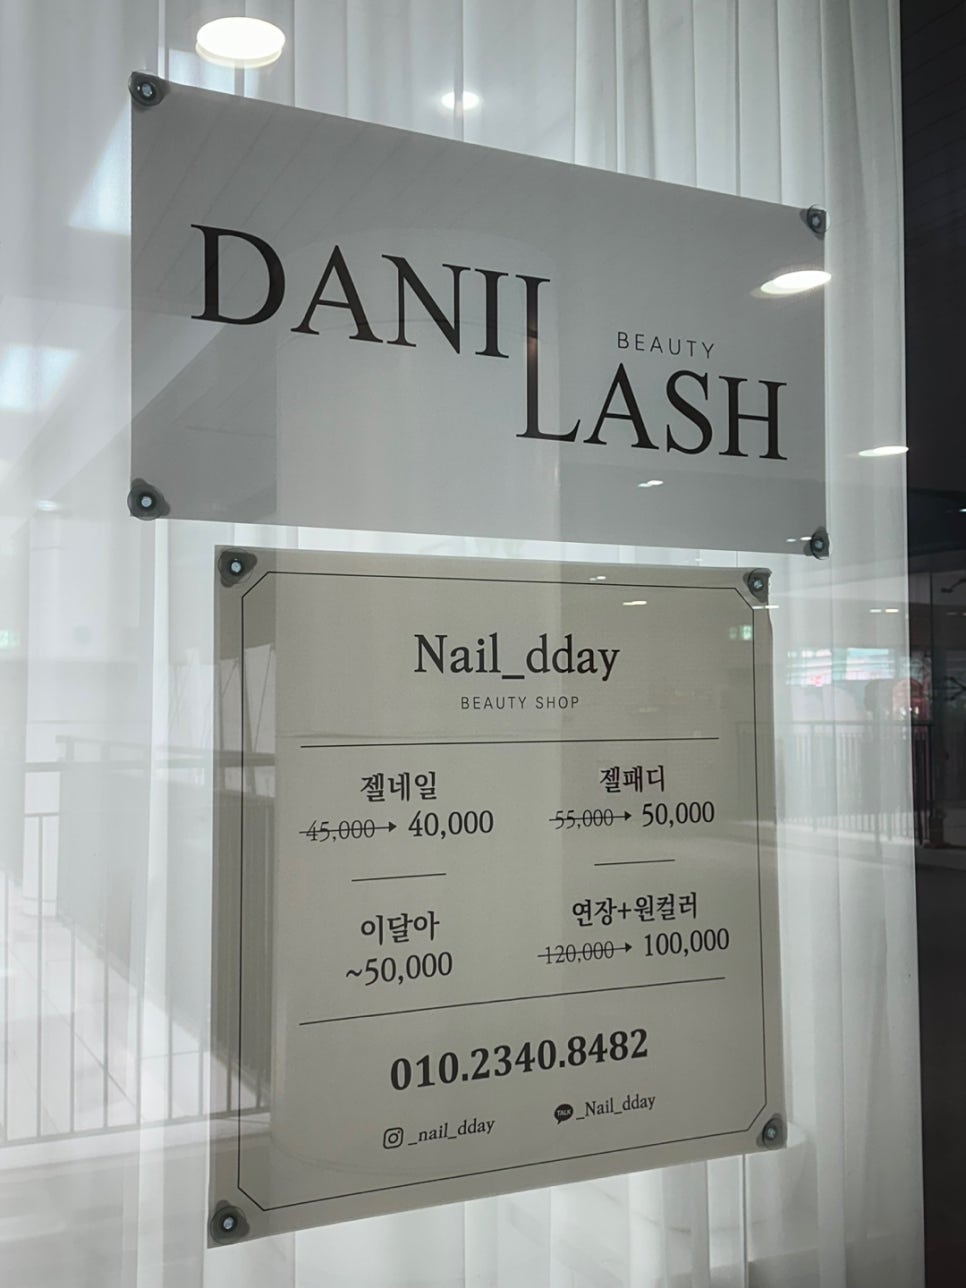 DANI
BEAUTY
LASH
Nail_dday
BEAUTY SHOP
젤네일
45,000→ 40,000
젤패디
55,000→ 50,000
이달아
~50,000
연장+원컬러
120,000→ 100,000
010.2340.8482
_nail_dday
TALK _Nail_dday